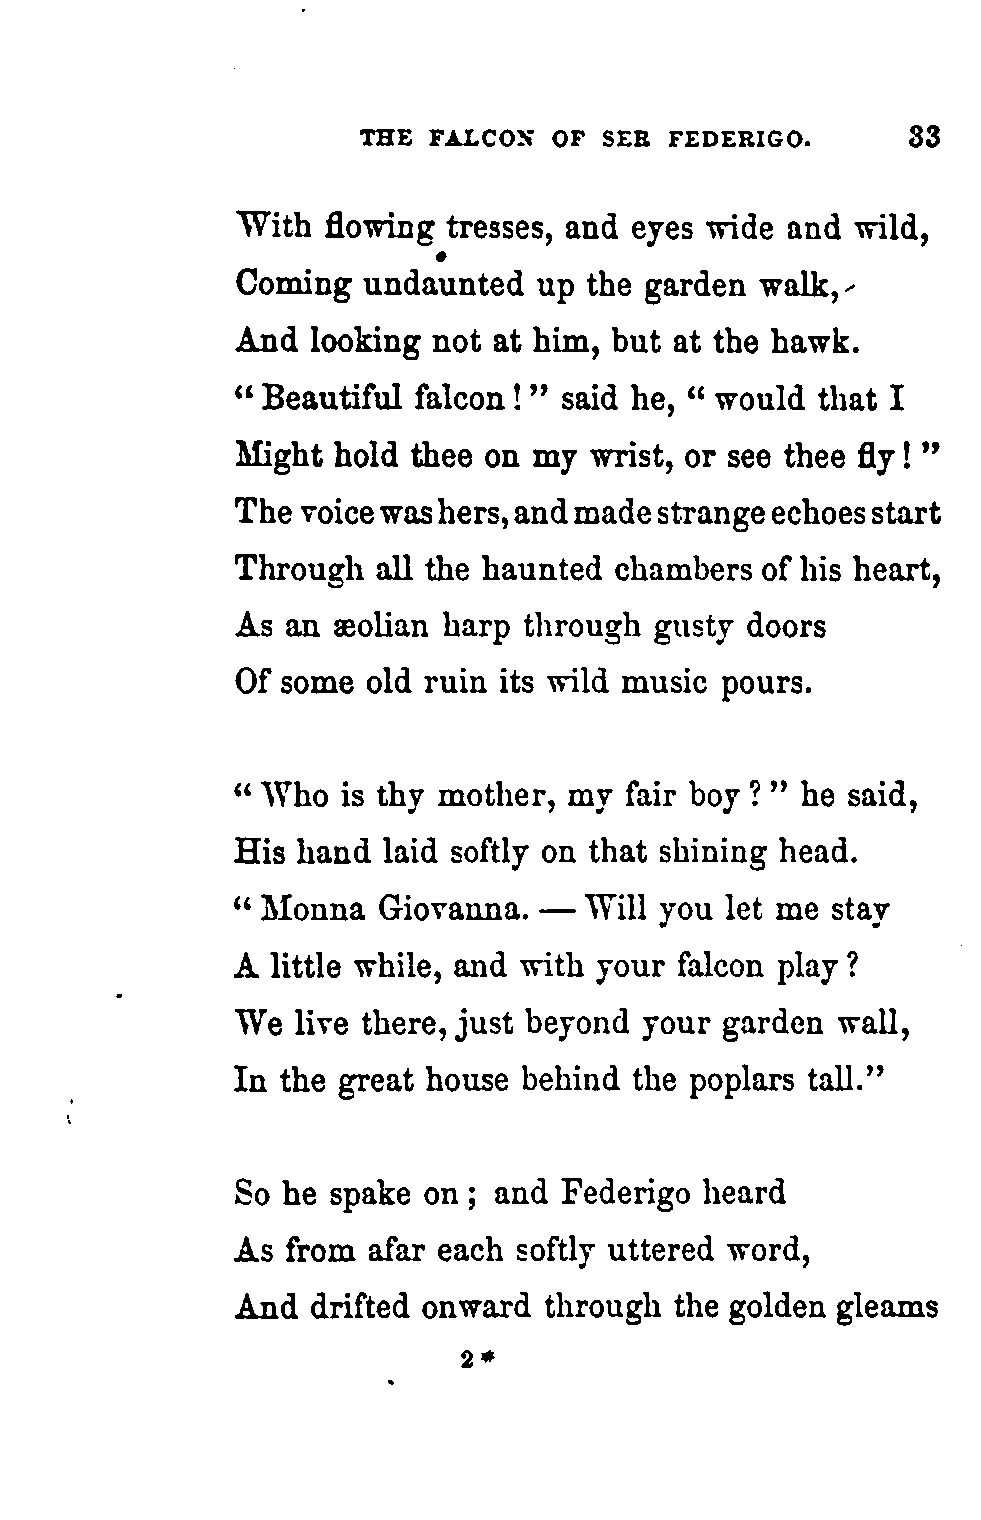 THE FALCON OF SER FEDERIGO. 33
With flowing tresses, and eyes wide and wild,
Coming undaunted up the garden walk,
And looking not at him, but at the hawk.
“Beautiful falcon!” said he, “would that I
Might hold thee on my wrist, or see thee fly!”
The voice was hers, and made strange echoes start
Through all the haunted chambers of his heart,
As an æolian harp through gusty doors
Of some old ruin its wild music pours.
“Who is thy mother, my fair boy?” he said,
His hand laid softly on that shining head.
“Monna Giovanna. — Will you let me stay
A little while, and with your falcon play?
We live there, just beyond your garden wall,
In the great house behind the poplars tall.”
So he spake on; and Federigo heard
As from afar each softly uttered word,
And drifted onward through the golden gleams
2*